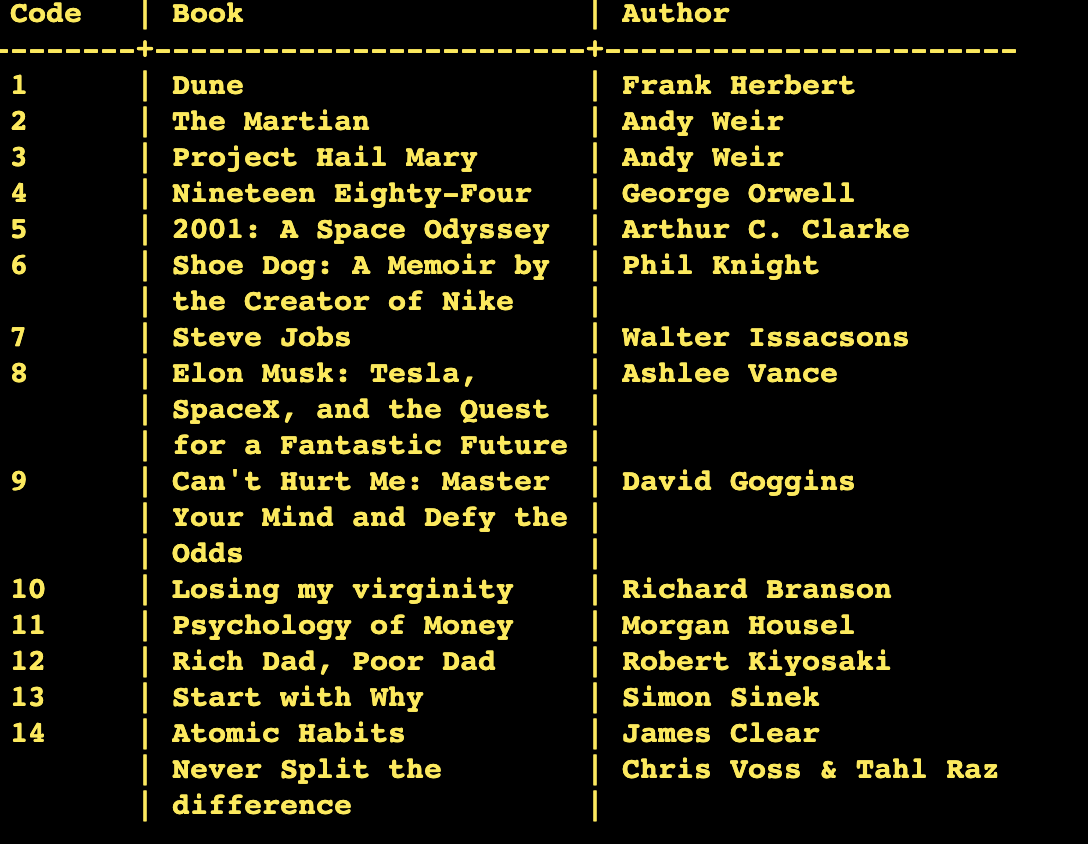 Code | Book | Author
--------+------------------------+-----------------------
1 | Dune | Frank Herbert
2 | The Martian | Andy Weir
3 | Project Hail Mary | Andy Weir
4 | Nineteen Eighty-Four | George Orwell
5 | 2001: A Space Odyssey | Arthur C. Clarke
6 | Shoe Dog: A Memoir by | Phil Knight
| the Creator of Nike |
7 | Steve Jobs | Walter Issacsons
8 | Elon Musk: Tesla, | Ashlee Vance
| SpaceX, and the Quest |
| for a Fantastic Future |
9 | Can't Hurt Me: Master | David Goggins
| Your Mind and Defy the |
| Odds |
10 | Losing my virginity | Richard Branson
11 | Psychology of Money | Morgan Housel
12 | Rich Dad, Poor Dad | Robert Kiyosaki
13 | Start with Why | Simon Sinek
14 | Atomic Habits | James Clear
| Never Split the | Chris Voss & Tahl Raz
| difference |